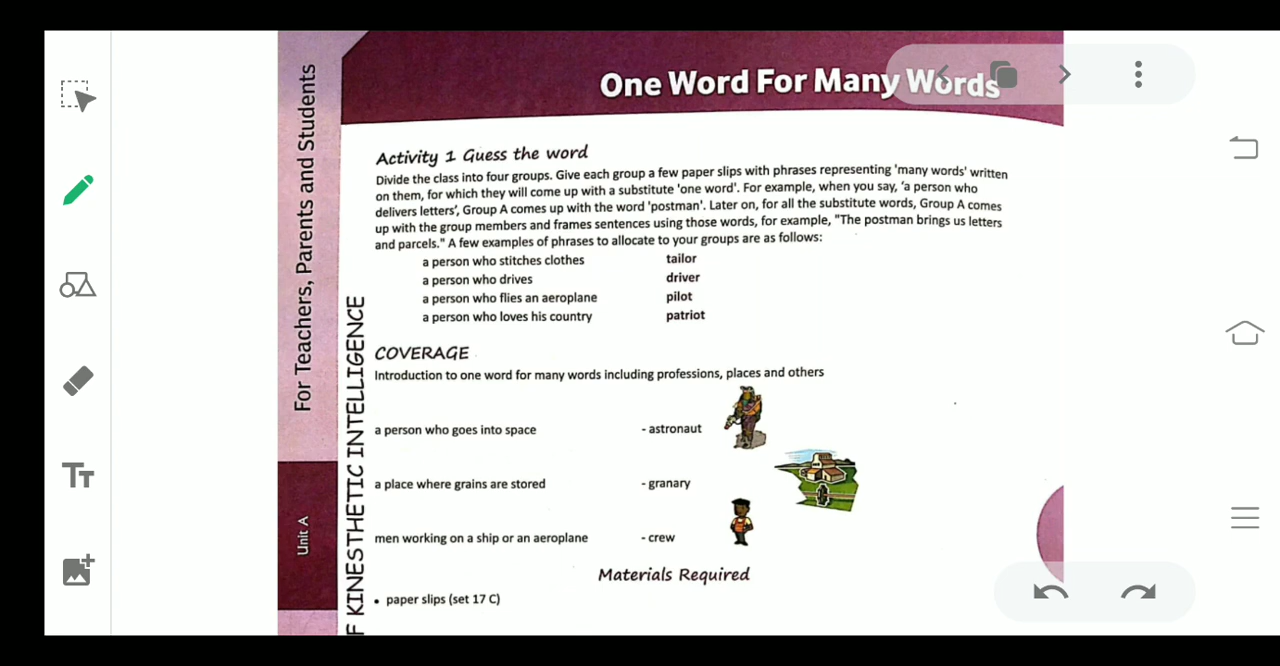 One Word For Many Words
For Teachers, Parents and Students
Unit A
F KINESTHETIC INTELLIGENCE
Activity 1 Guess the word
Divide the class into four groups. Give each group a few paper slips with phrases representing 'many words' written
on them, for which they will come up with a substitute 'one word'. For example, when you say, 'a person who
delivers letters', Group A comes up with the word 'postman'. Later on, for all the substitute words, Group A comes
up with the group members and frames sentences using those words, for example, "The postman brings us letters
and parcels." A few examples of phrases to allocate to your groups are as follows:
a person who stitches clothes tailor
a person who drives driver
a person who flies an aeroplane pilot
a person who loves his country patriot
COVERAGE
Introduction to one word for many words including professions, places and others
a person who goes into space - astronaut
a place where grains are stored - granary
men working on a ship or an aeroplane - crew
Materials Required
• paper slips (set 17 C)
TT